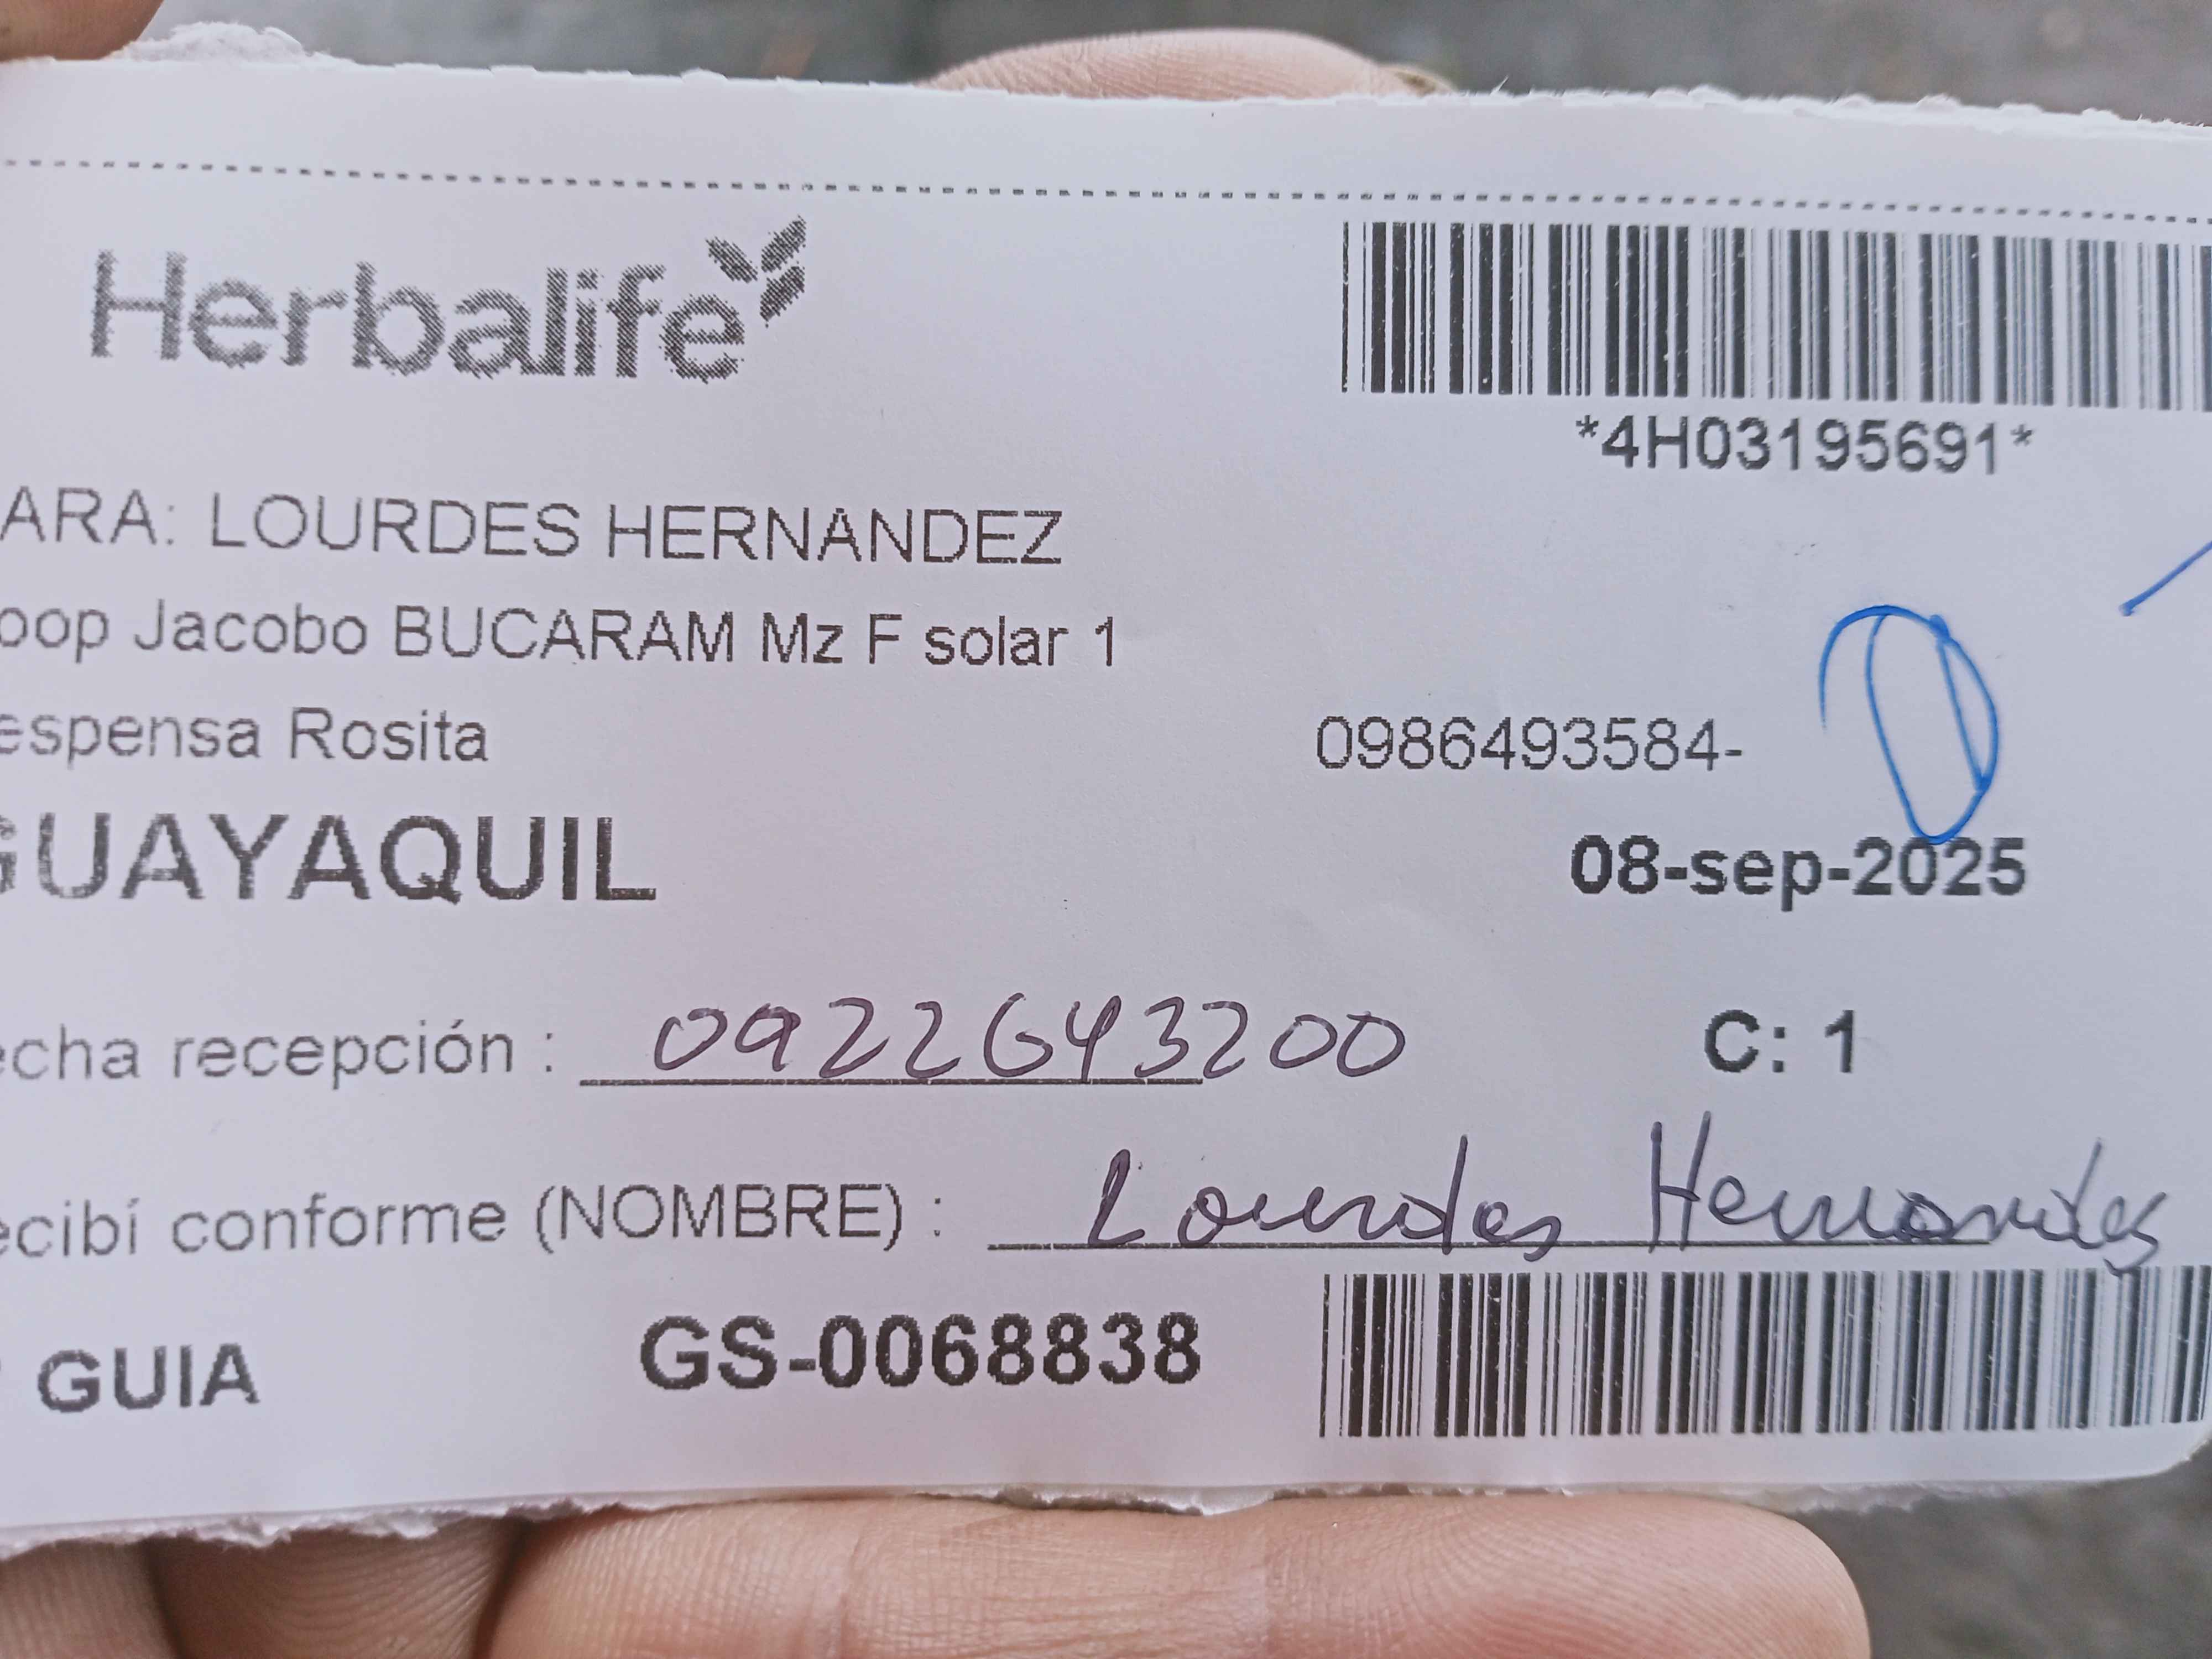 Herbalife
*4H03195691*
ARA: LOURDES HERNANDEZ
oop Jacobo BUCARAM Mz F solar 1
espensa Rosita
0986493584-
GUAYAQUIL
08-sep-2025
echa recepción : 0922643200
C: 1
ecibí conforme (NOMBRE) : Lourdes Hernandes
GUIA GS-0068838